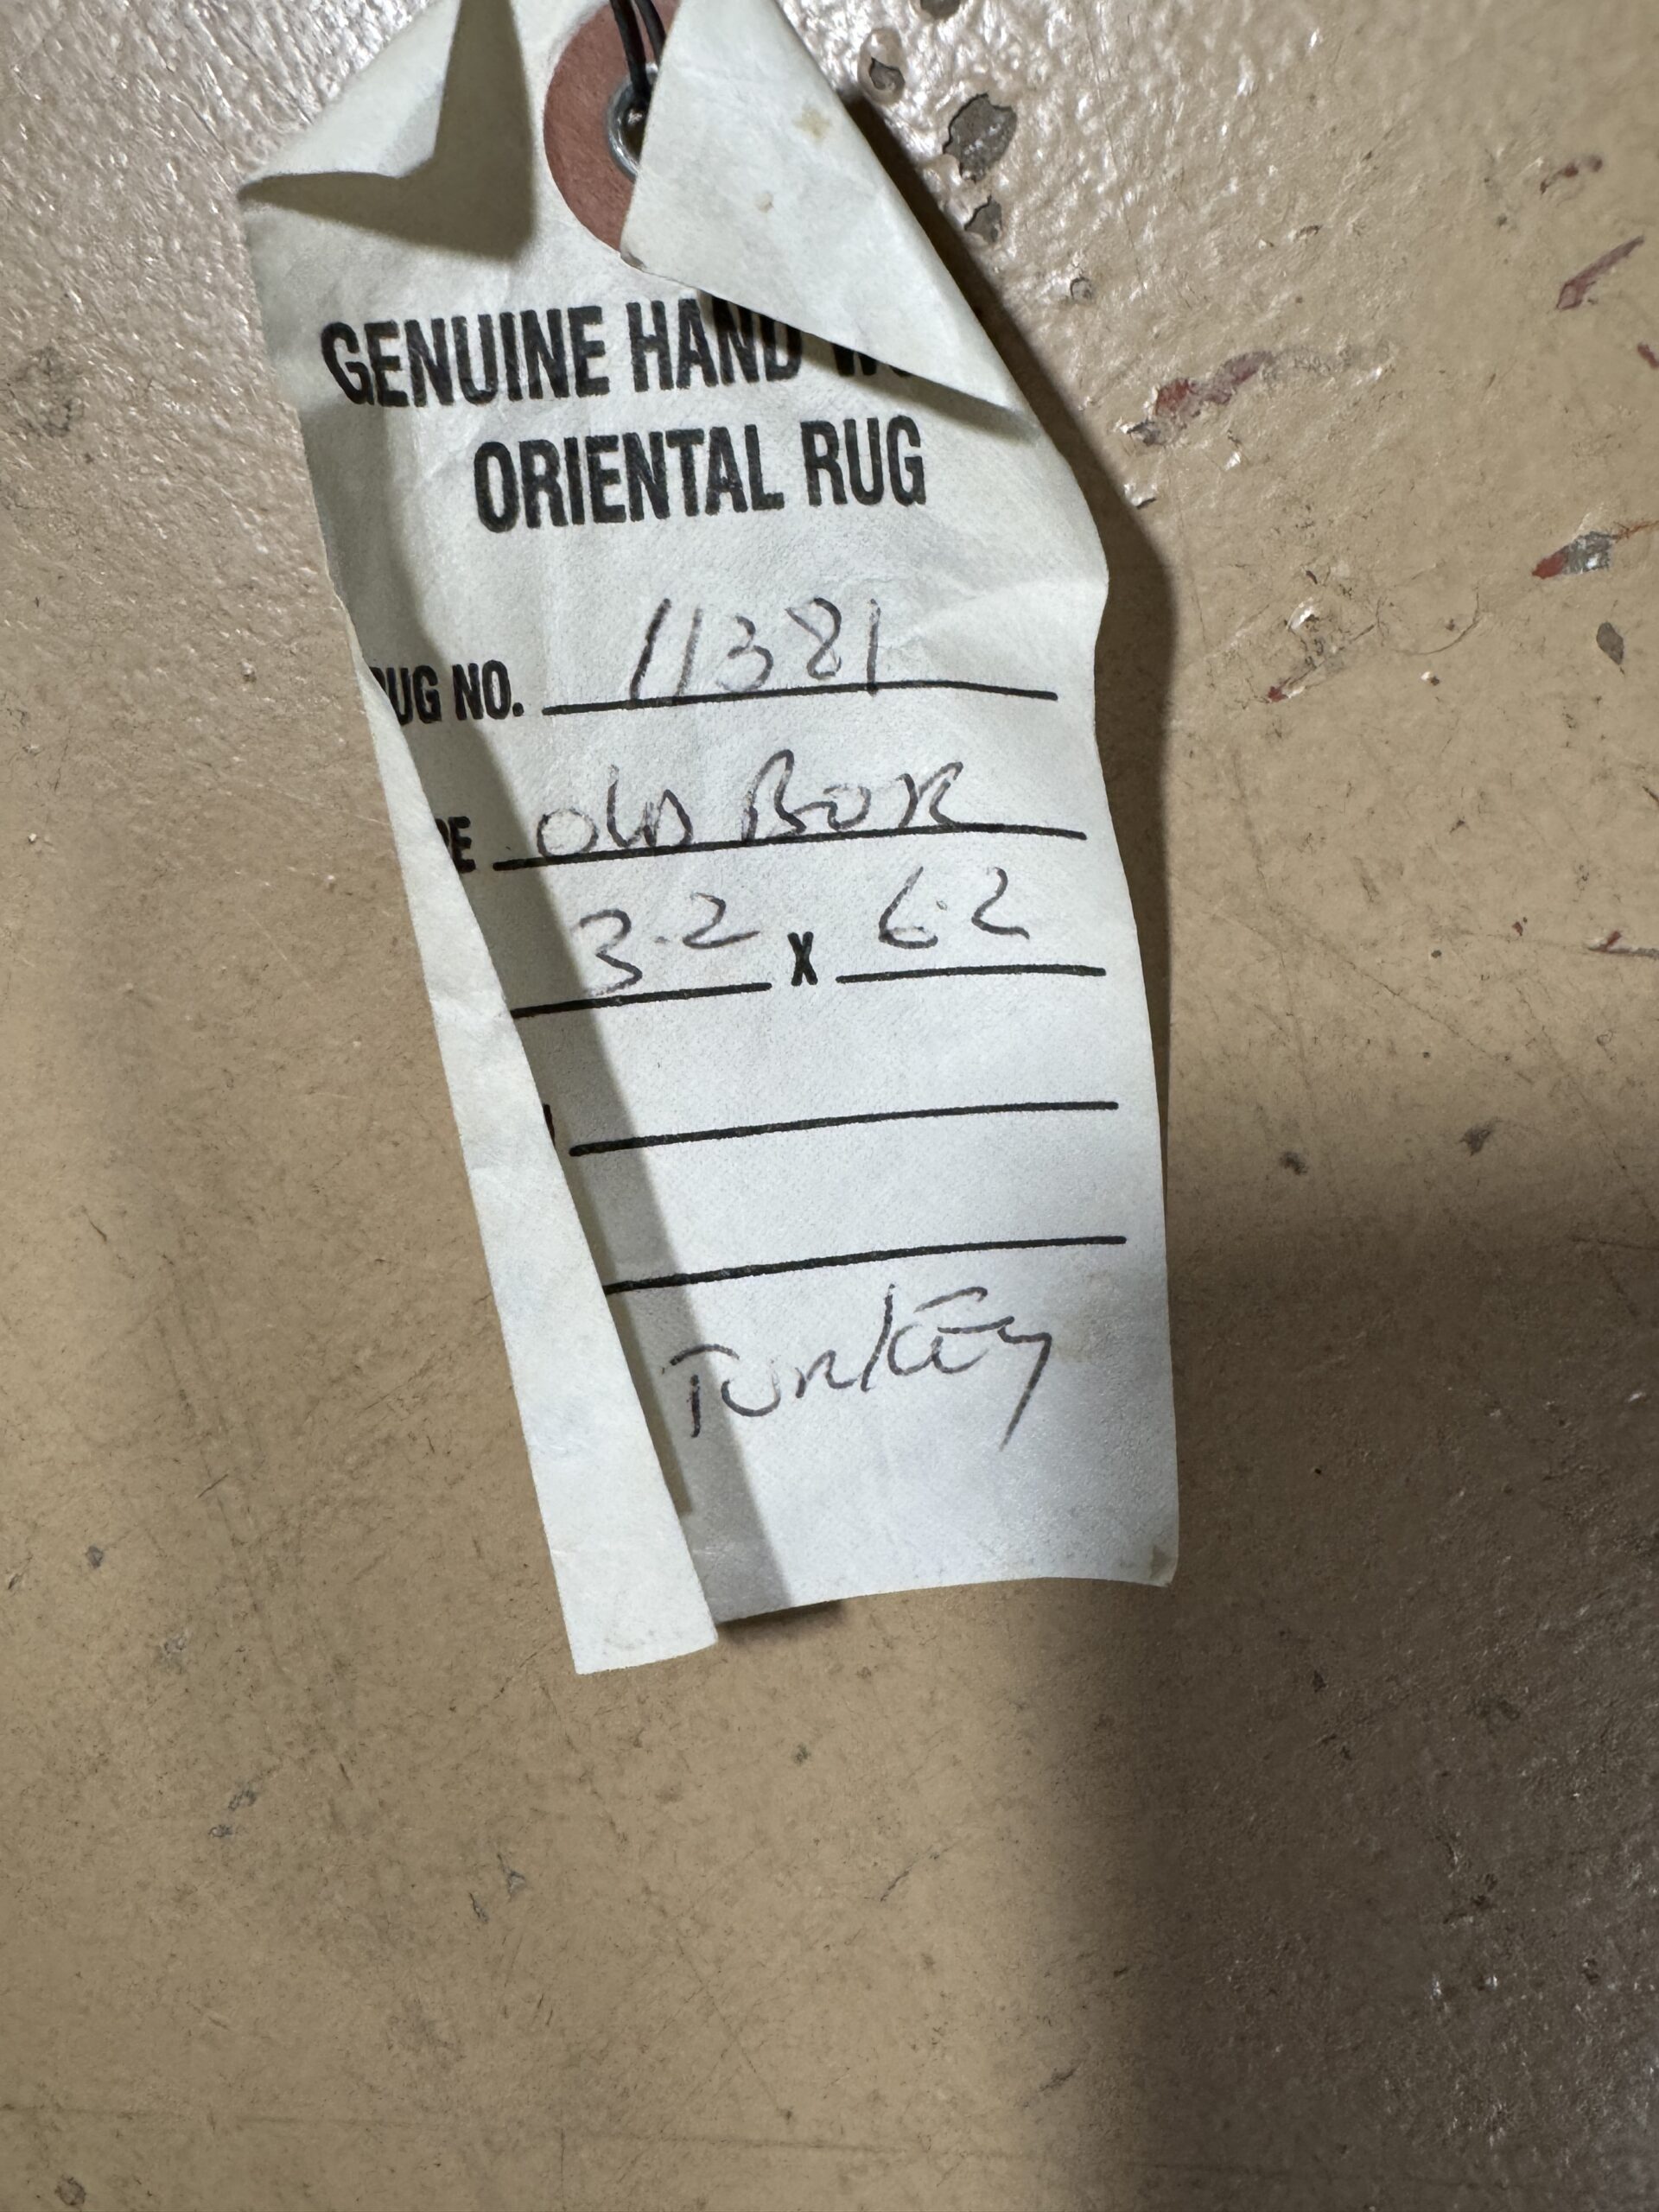 GENUINE HAND
ORIENTAL RUG
UG NO. 11381
E OLD BOR
3.2 X 6.2
TURKEY